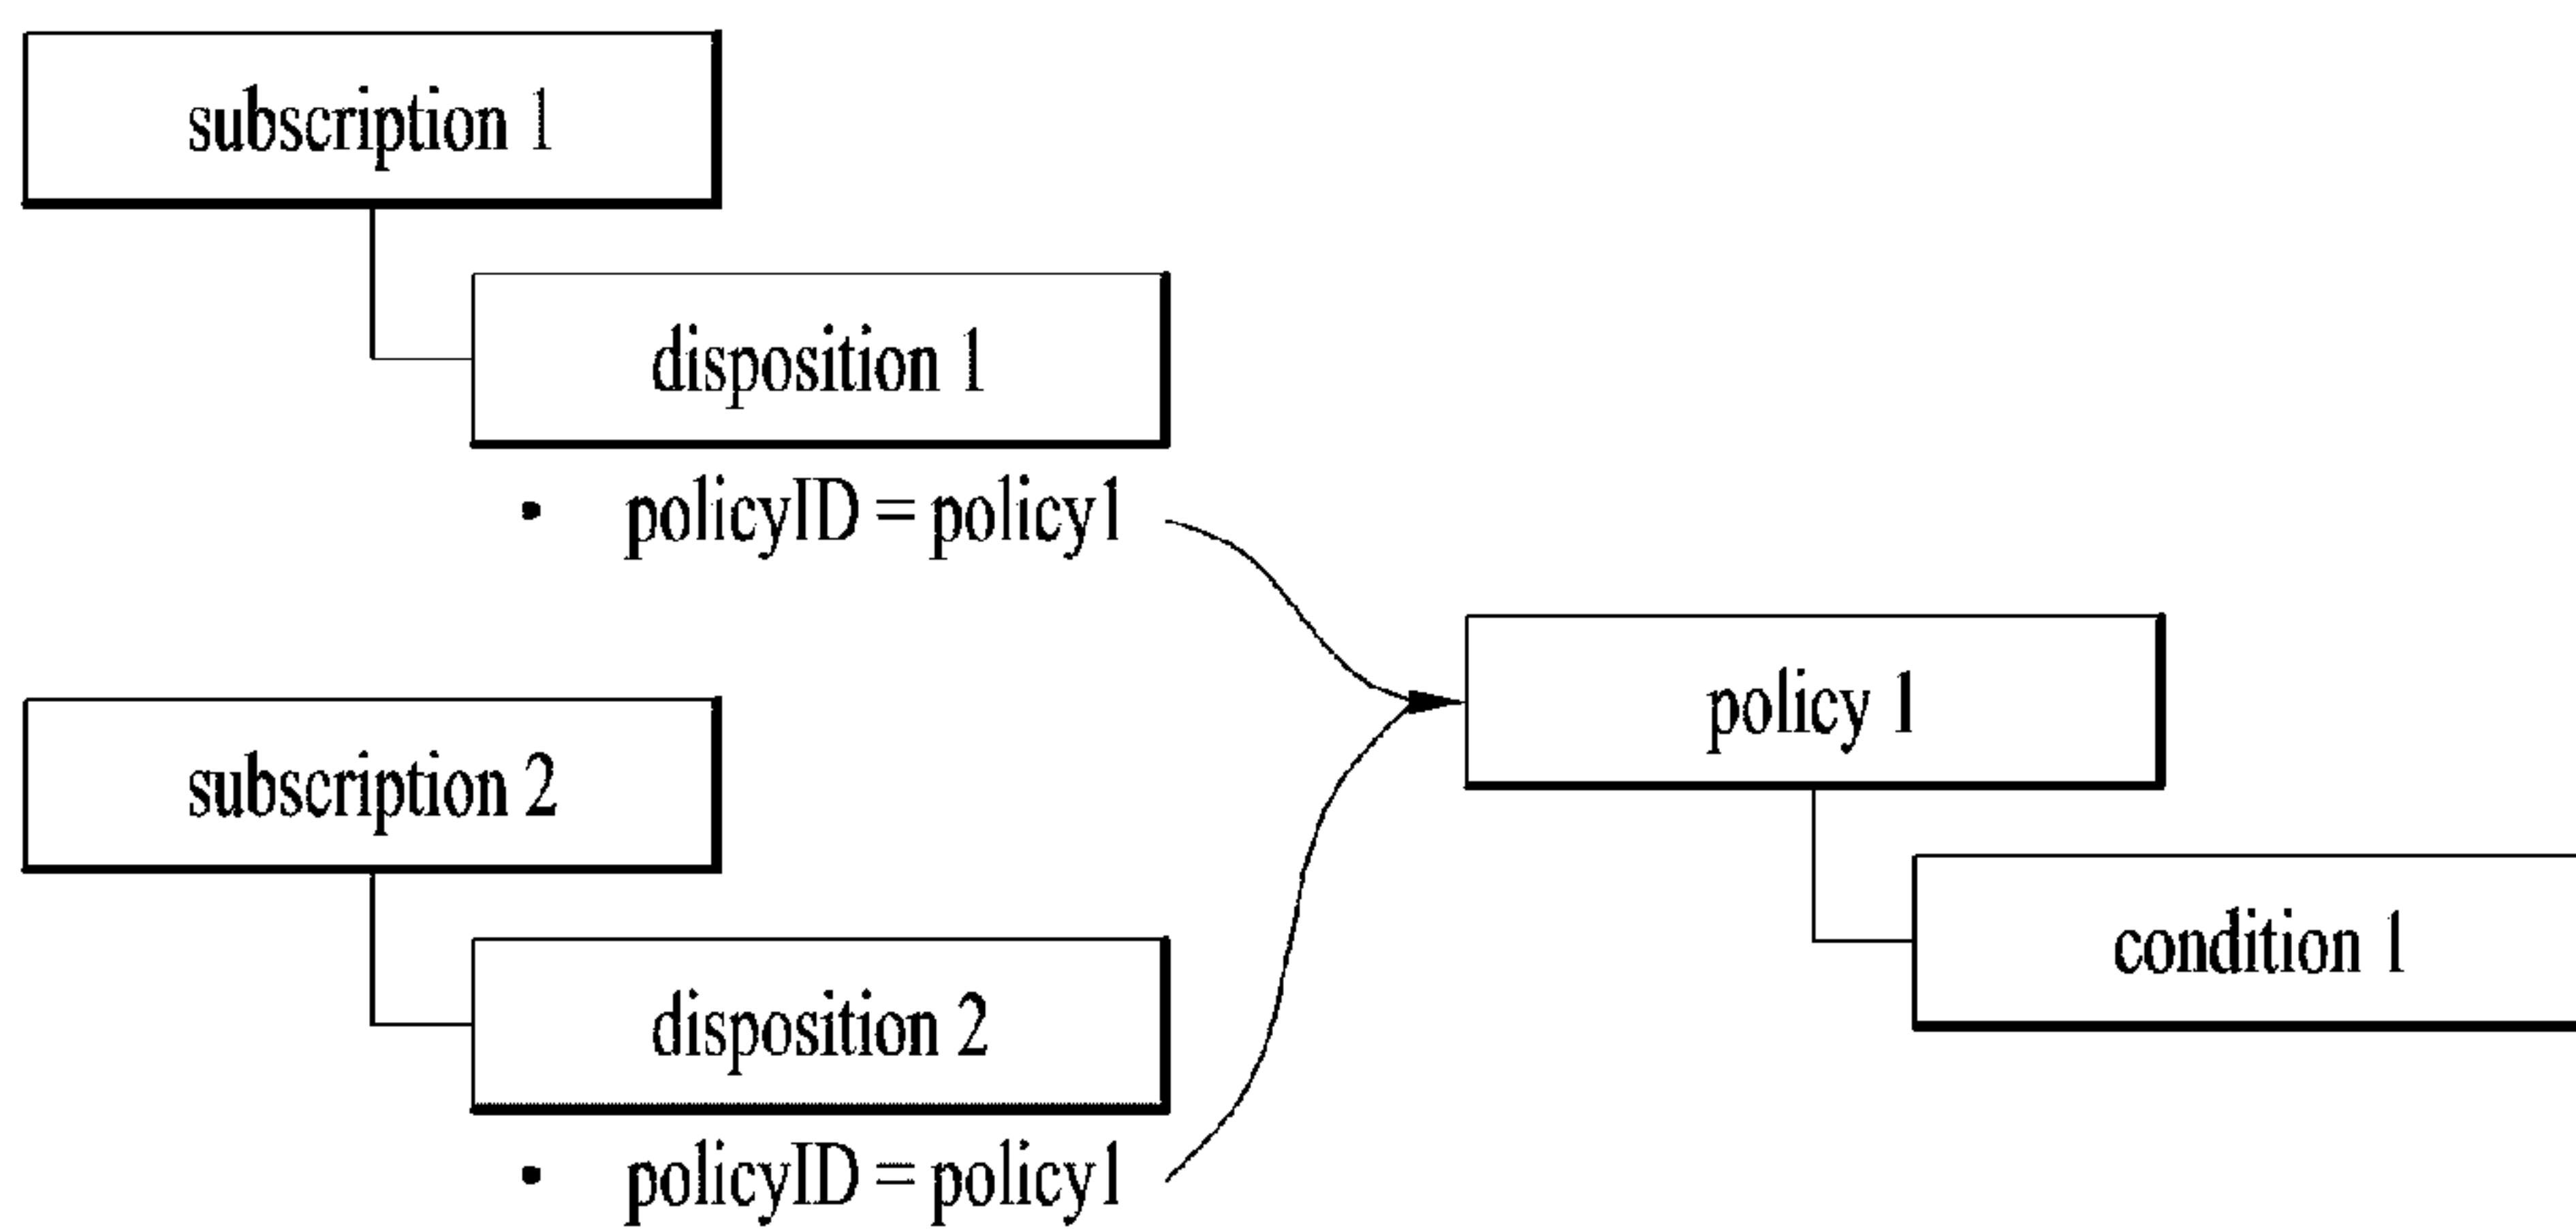 subscription 1
disposition 1
• policyID = policy1
subscription 2
disposition 2
• policyID = policy1
policy 1
condition 1